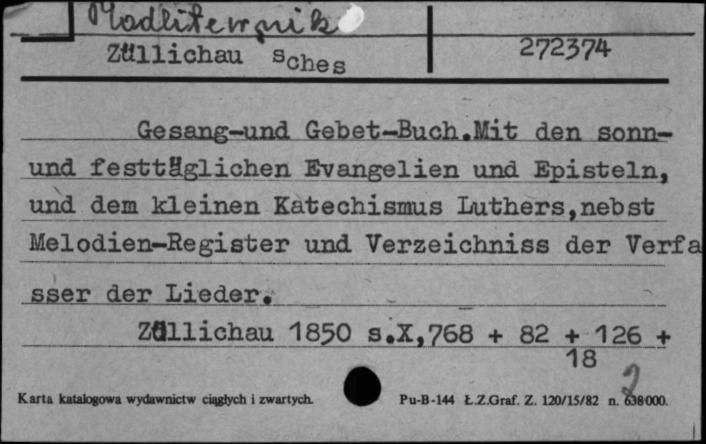 Modlitewnik
Züllichau sches 272374
Gesang-und Gebet-Buch.Mit den sonn-
und festtäglichen Evangelien und Episteln,
und dem kleinen Katechismus Luthers,nebst
Melodien-Register und Verzeichniss der Verfa
sser der Lieder.
Züllichau 1850 s.X,768 + 82 + 126 +
18
2
Karta katalogowa wydawnictw ciągłych i zwartych. Pu-B-144 Ł.Z.Graf. Z. 120/15/82 n. 638000.